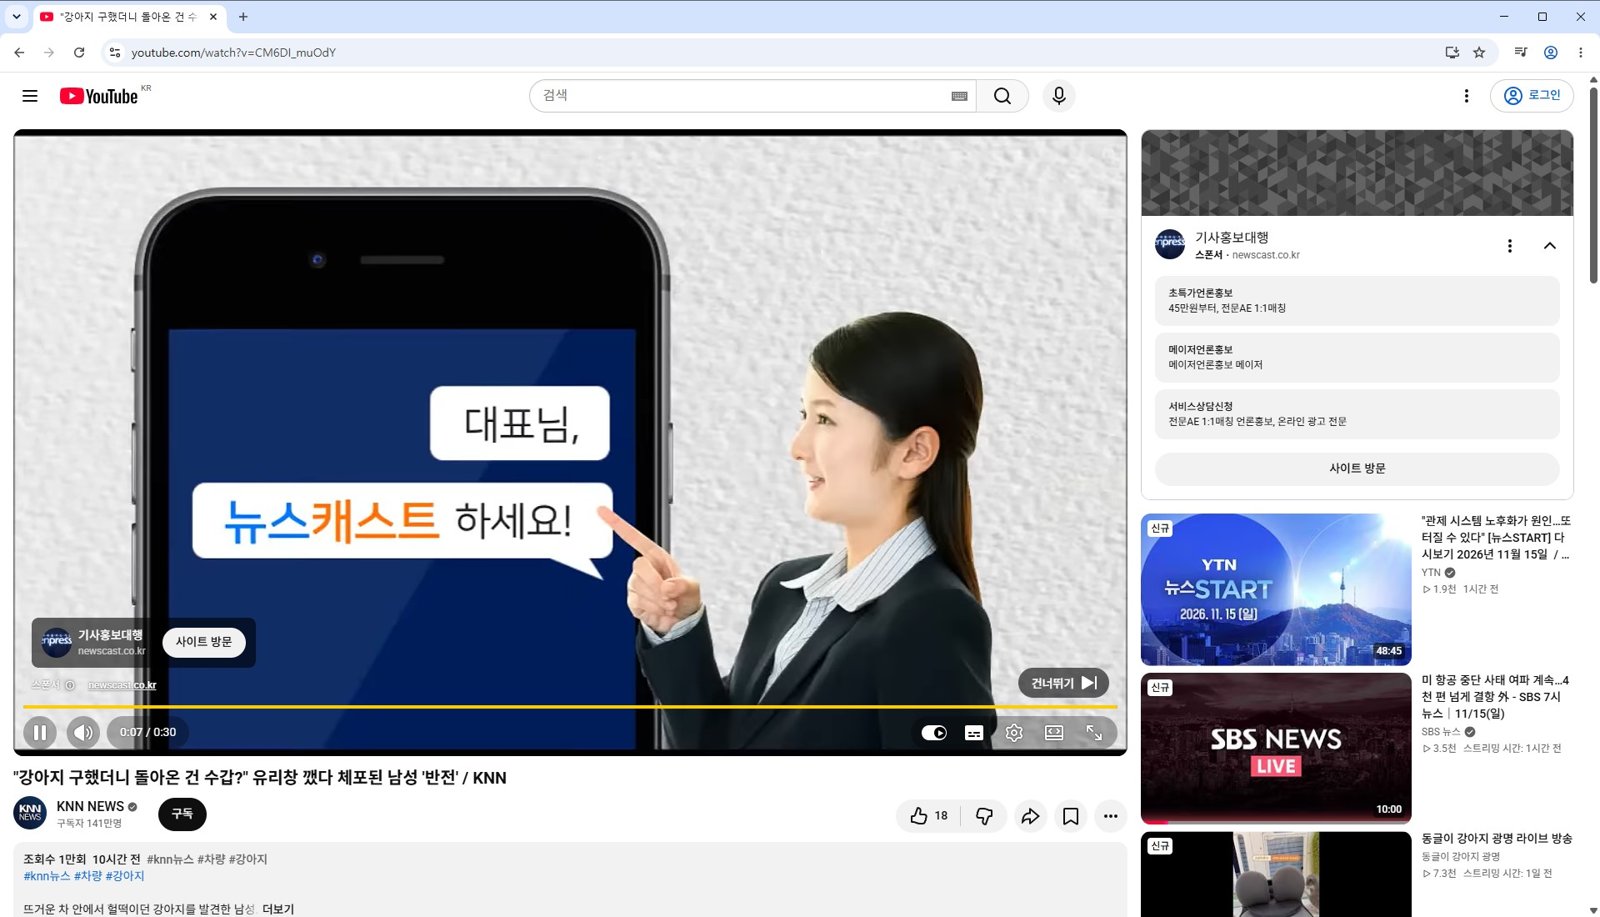 "강아지 구했더니 돌아온 건 수
youtube.com/watch?v=CM6DI_muOdY
YouTube KR
검색
로그인
대표님,
뉴스캐스트 하세요!
기사홍보대행
newscast.co.kr
사이트 방문
스폰서
newscast.co.kr
건너뛰기
0:07 / 0:30
"강아지 구했더니 돌아온 건 수갑?" 유리창 깼다 체포된 남성 '반전' / KNN
KNN NEWS
KNN NEWS
구독자 141만명
구독
18
조회수 1만회 10시간 전 #knn뉴스 #차량 #강아지
#knn뉴스 #차량 #강아지
뜨거운 차 안에서 헐떡이던 강아지를 발견한 남성. 더보기
기사홍보대행
스폰서 · newscast.co.kr
초특가언론홍보
45만원부터, 전문AE 1:1매칭
메이저언론홍보
메이저언론홍보 메이저
서비스상담신청
전문AE 1:1매칭 언론홍보, 온라인 광고 전문
사이트 방문
신규
YTN
뉴스START
2026. 11. 15 (일)
48:45
"관제 시스템 노후화가 원인...또
터질 수 있다" [뉴스START] 다
시보기 2026년 11월 15일 / ...
YTN
1.9천 1시간 전
신규
SBS NEWS
LIVE
10:00
미 항공 중단 사태 여파 계속...4
천 편 넘게 결항 外 - SBS 7시
뉴스｜11/15(일)
SBS 뉴스
3.5천 스트리밍 시간: 1시간 전
신규
동글이 강아지 광명 라이브 방송
동글이 강아지 광명
7.3천 스트리밍 시간: 1일 전